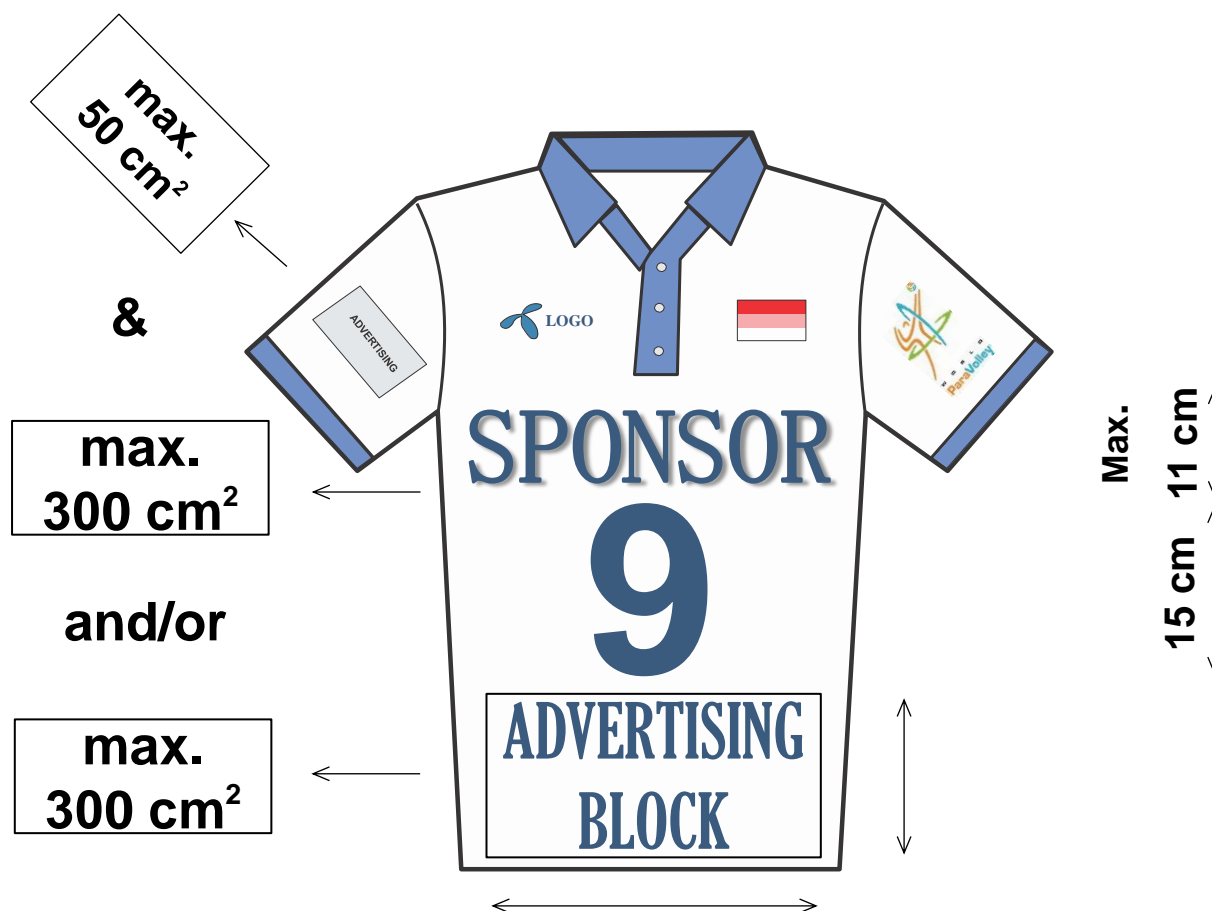 max.
50 cm²
&
max.
300 cm²
and/or
max.
300 cm²
ADVERTISING
LOGO
SPONSOR
9
ADVERTISING
BLOCK
WORLD
ParaVolley
Max.
11 cm
15 cm